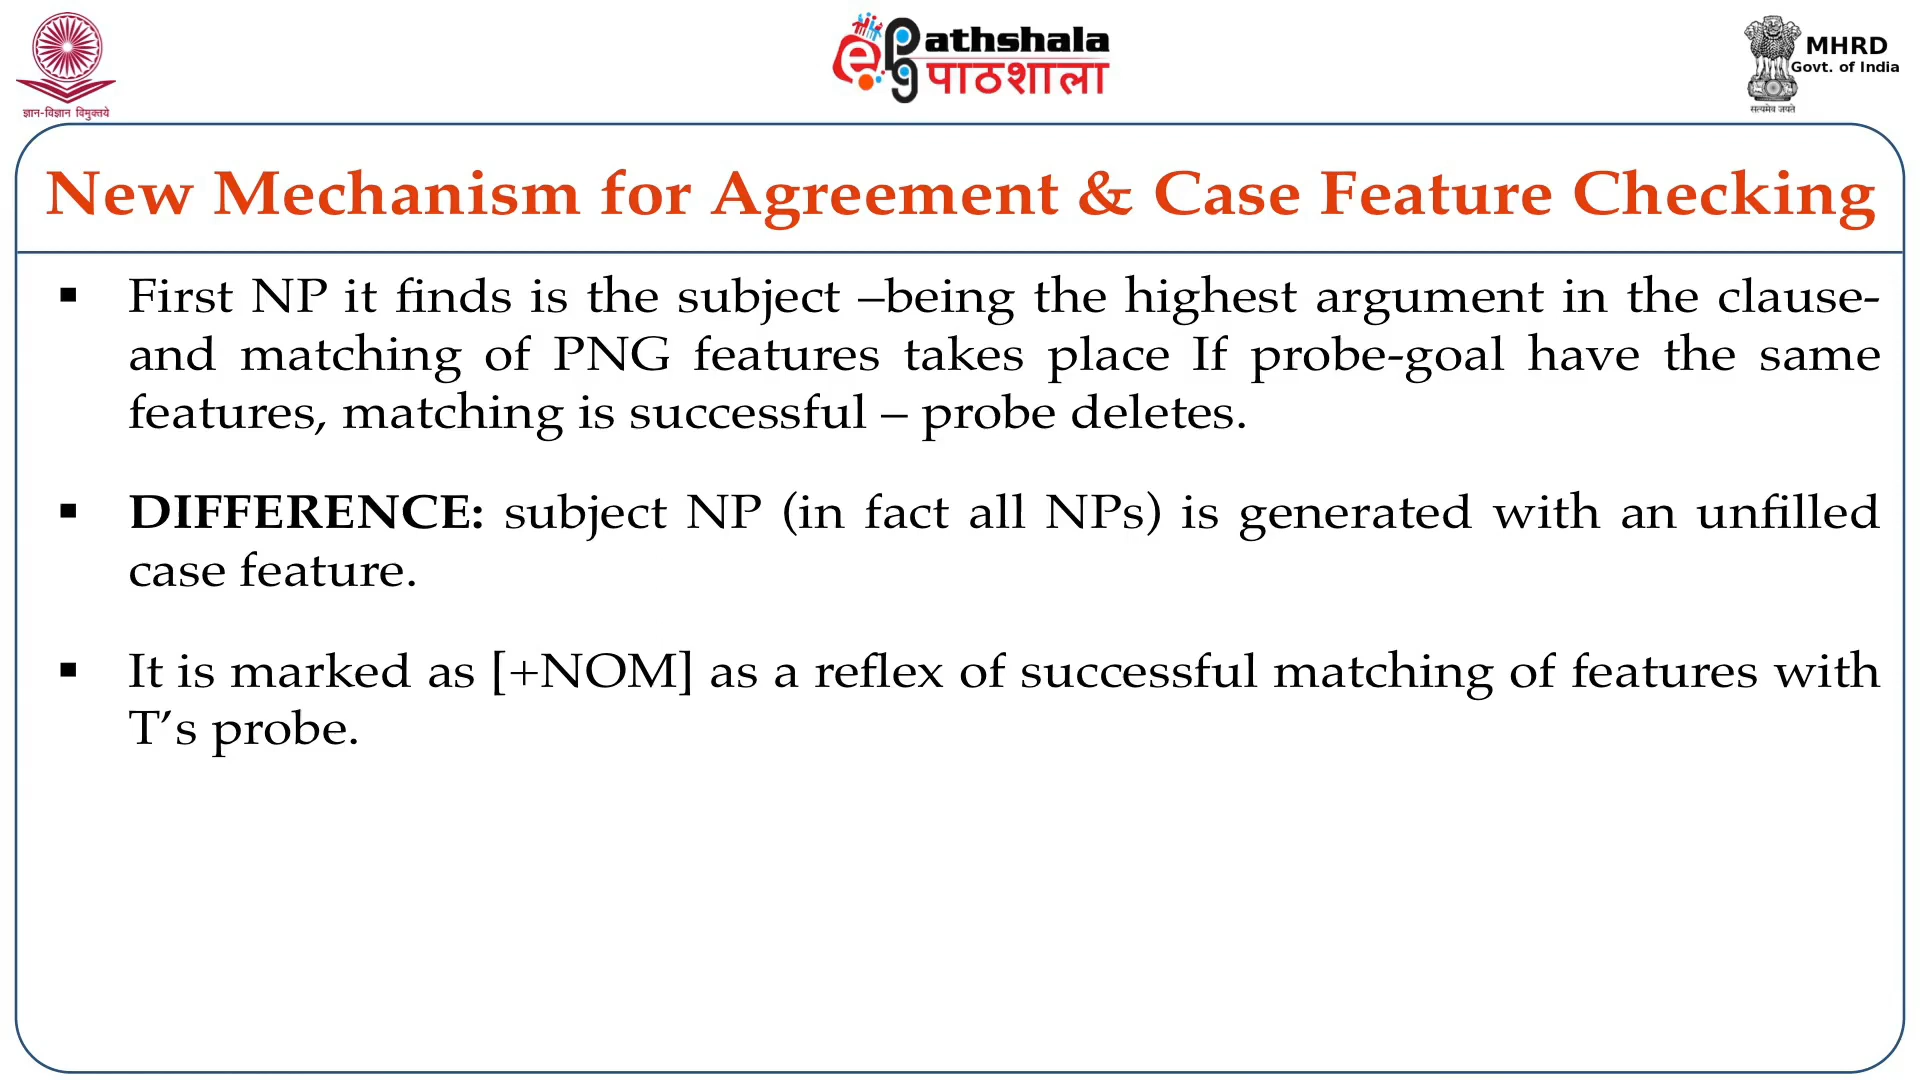 ज्ञान-विज्ञान विमुक्तये
epg Pathshala
पाठशाला
MHRD
Govt. of India
सत्यमेव जयते
New Mechanism for Agreement & Case Feature Checking
▪ First NP it finds is the subject –being the highest argument in the clause-
and matching of PNG features takes place If probe-goal have the same
features, matching is successful – probe deletes.
▪ DIFFERENCE: subject NP (in fact all NPs) is generated with an unfilled
case feature.
▪ It is marked as [+NOM] as a reflex of successful matching of features with
T’s probe.